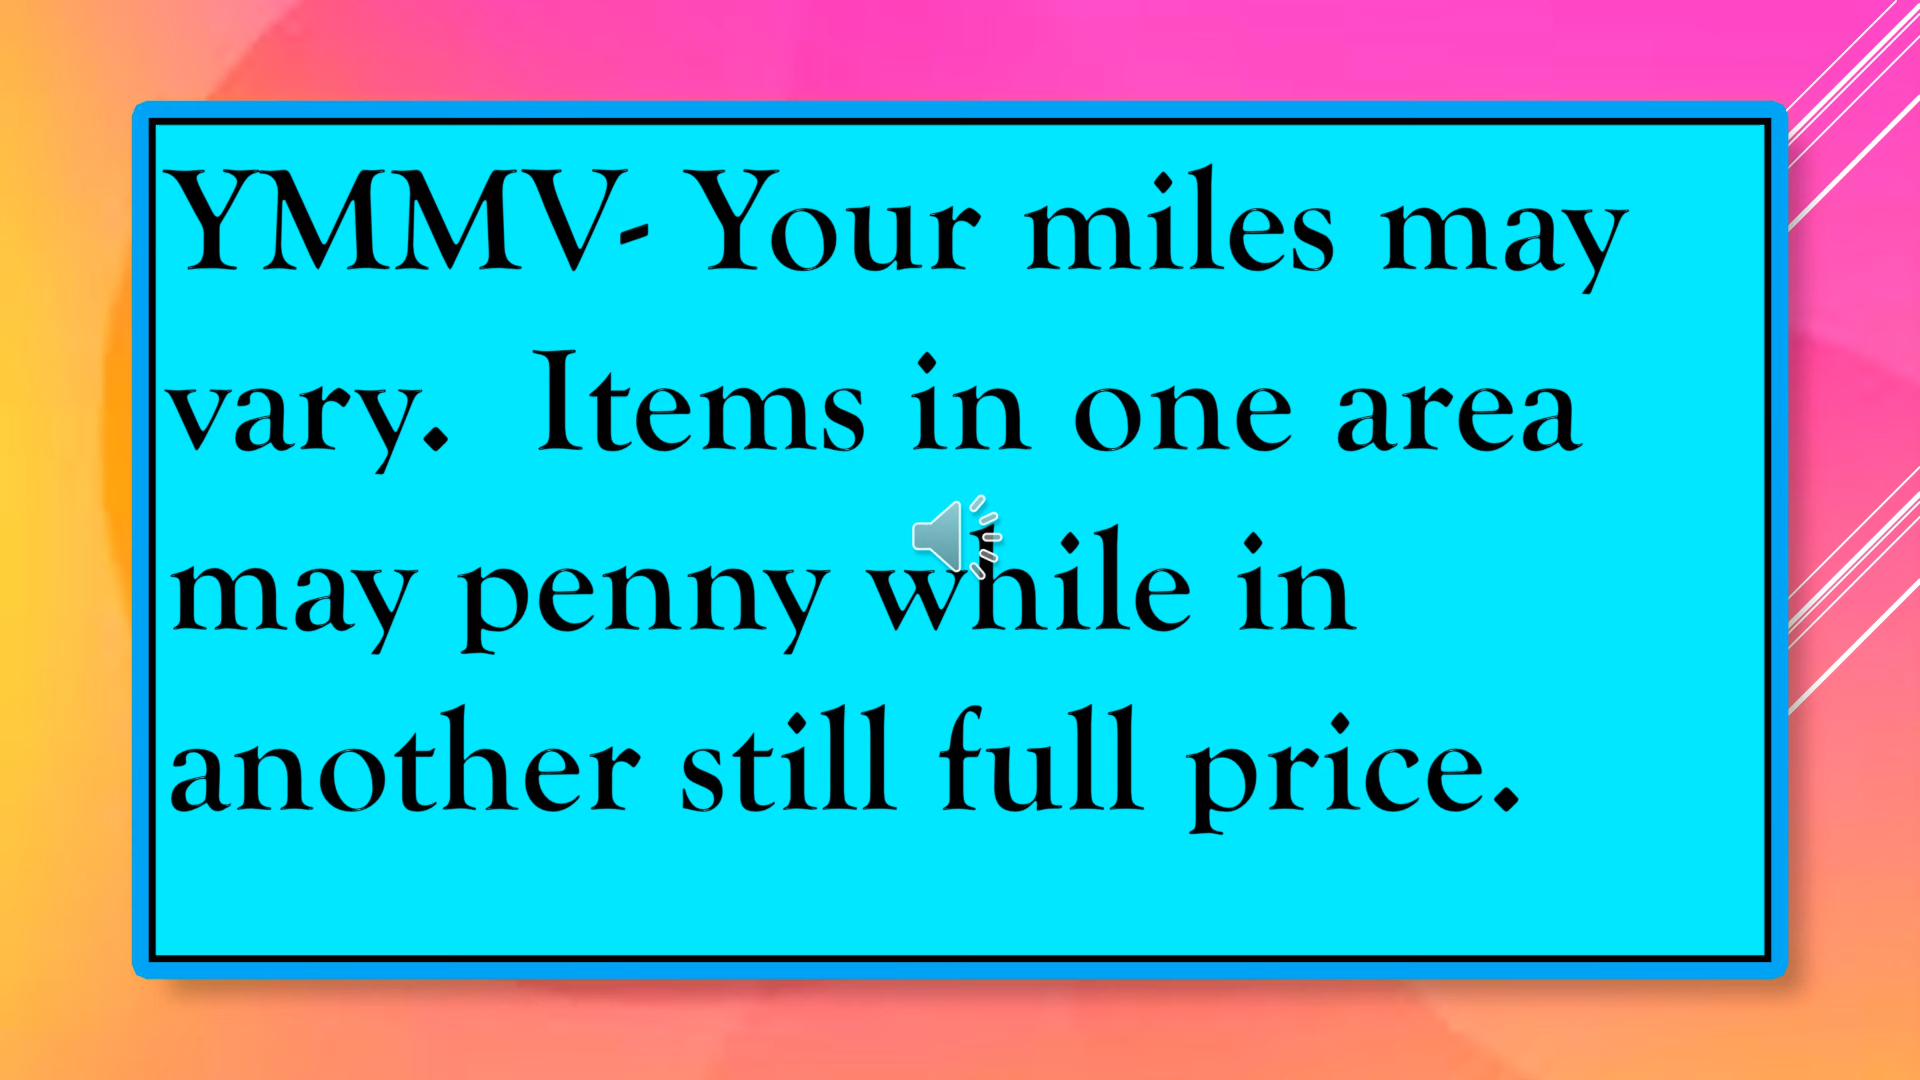 YMMV- Your miles may
vary.  Items in one area
may penny while in
another still full price.